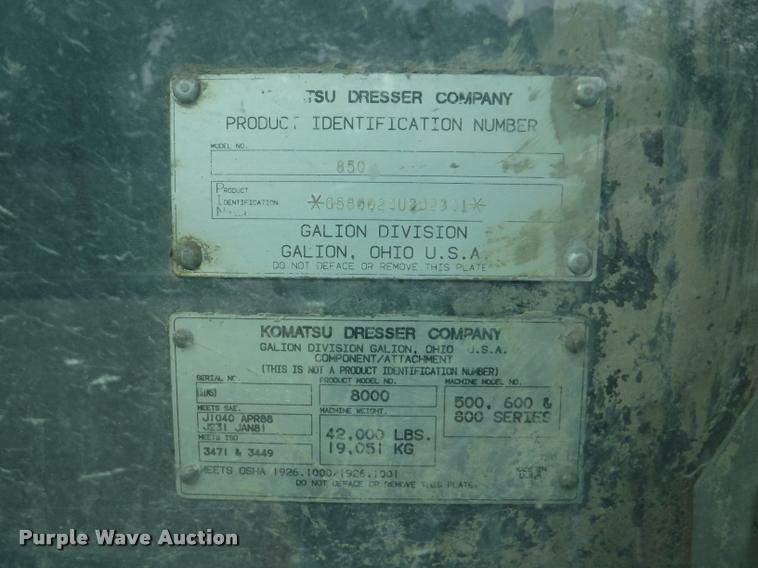 TSU DRESSER COMPANY
PRODUCT IDENTIFICATION NUMBER
MODEL NO.
850
PRODUCT
IDENTIFICATION
GALION DIVISION
GALION, OHIO U.S.A.
DO NOT DEFACE OR REMOVE THIS PLATE
KOMATSU DRESSER COMPANY
GALION DIVISION GALION, OHIO U.S.A.
COMPONENT/ATTACHMENT
(THIS IS NOT A PRODUCT IDENTIFICATION NUMBER)
SERIAL NO. PRODUCT MODEL NO. MACHINE MODEL NO.
8000
500, 600 &
800 SERIES
MEETS SAE. MACHINE WEIGHT.
J1040 APR88
J231 JAN81
42,000 LBS.
19,051 KG
MEETS ISO
3471 & 3449
MEETS OSHA 1926.1000/1926.1001
MADE IN
U.S.A.
DO NOT DEFACE OR REMOVE THIS PLATE.
Purple Wave Auction